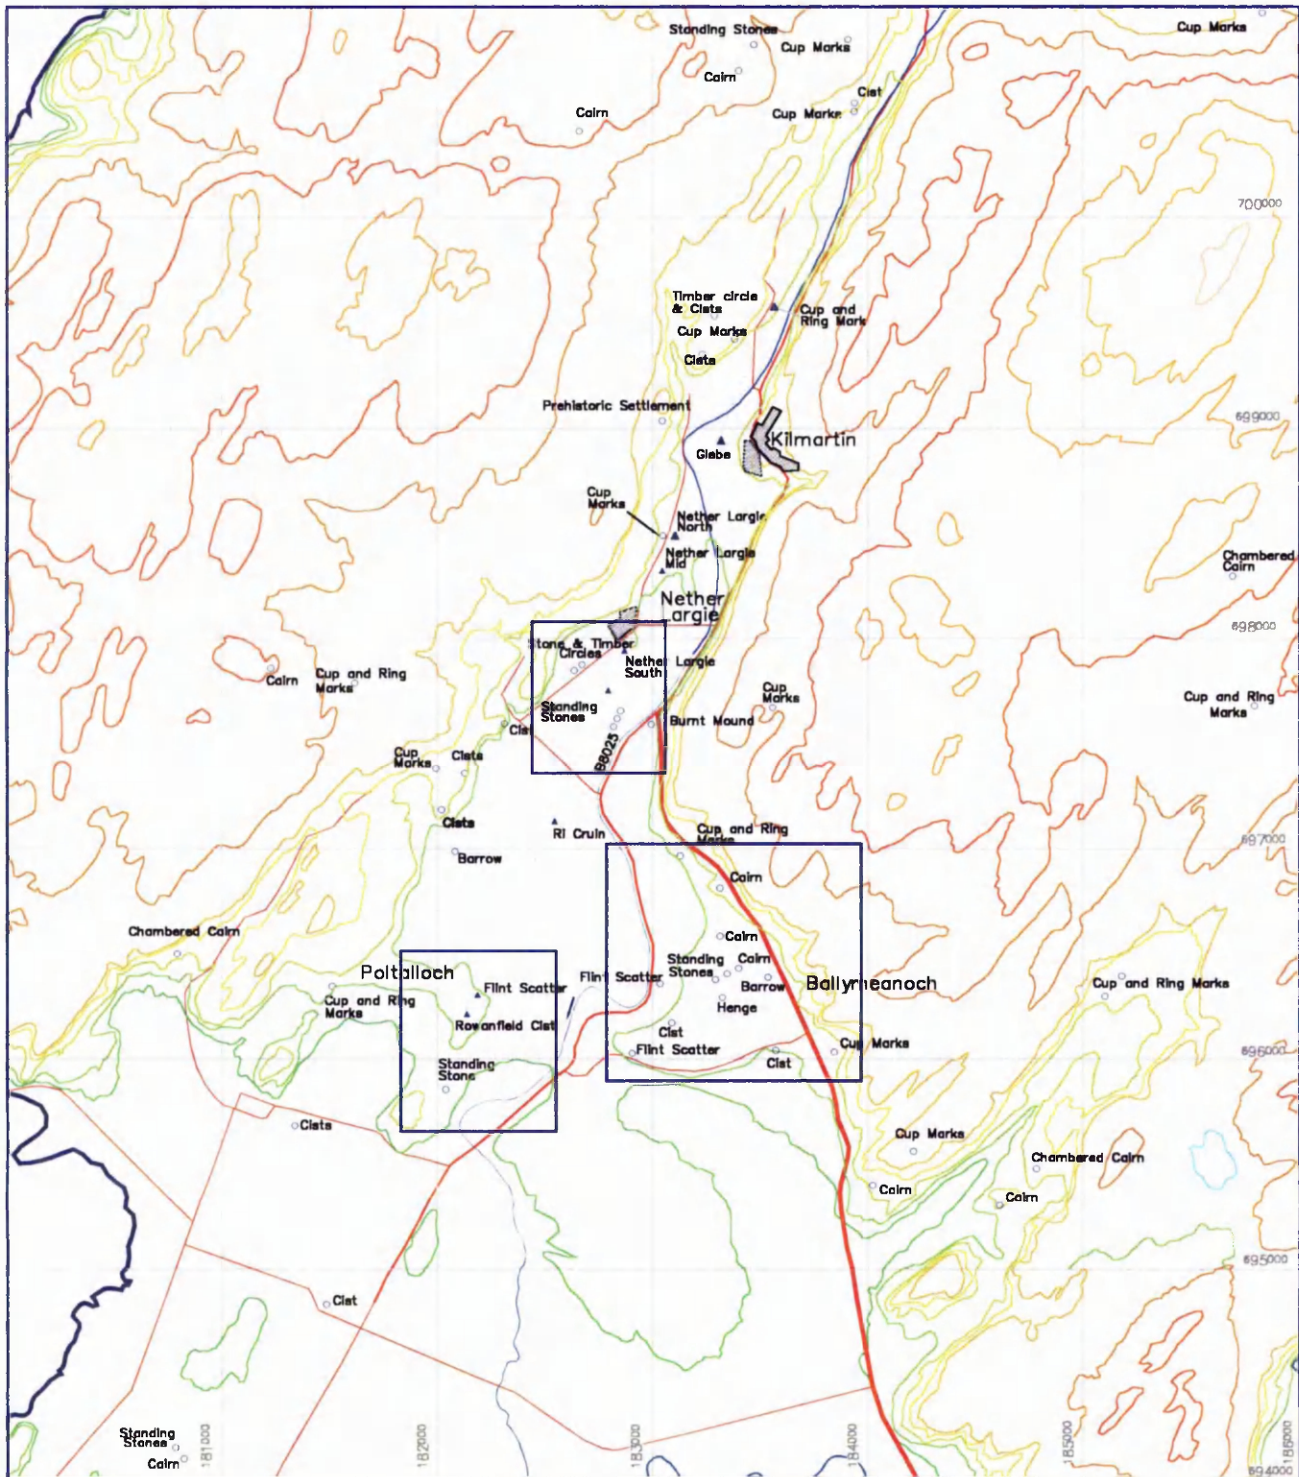 Standing Stones
Cup Marks
Cup Marks
Cairn
Cairn
Cist
Cup Marks
700000
Timber circle
& Cists
Cup and
Ring Mark
Cup Marks
Cists
Prehistoric Settlement
699000
Kilmartin
Glebe
Cup
Marks
Nether Largie
North
Nether Largie
Mid
Chambered
Cairn
Nether
Largie
698000
Stone & Timber
Circles
Nether Largie
South
Cairn
Cup and Ring
Marks
Cup
Marks
Cup and Ring
Marks
Standing
Stones
Burnt Mound
Cist
B8025
Cup
Marks
Cists
Cists
Ri Cruin
Cup and Ring
Marks
697000
Barrow
Cairn
Chambered Cairn
Cairn
Poltalloch
Standing
Stones
Cairn
Flint Scatter
Flint Scatter
Barrow
Ballymeanoch
Cup and Ring Marks
Cup and Ring
Marks
Henge
Rowanfield Cist
Cist
Flint Scatter
Cist
Cup Marks
696000
Standing
Stone
Cists
Cup Marks
Chambered Cairn
Cairn
Cairn
695000
Cist
Standing
Stones
Cairn
181000
182000
183000
184000
185000
186000
694000